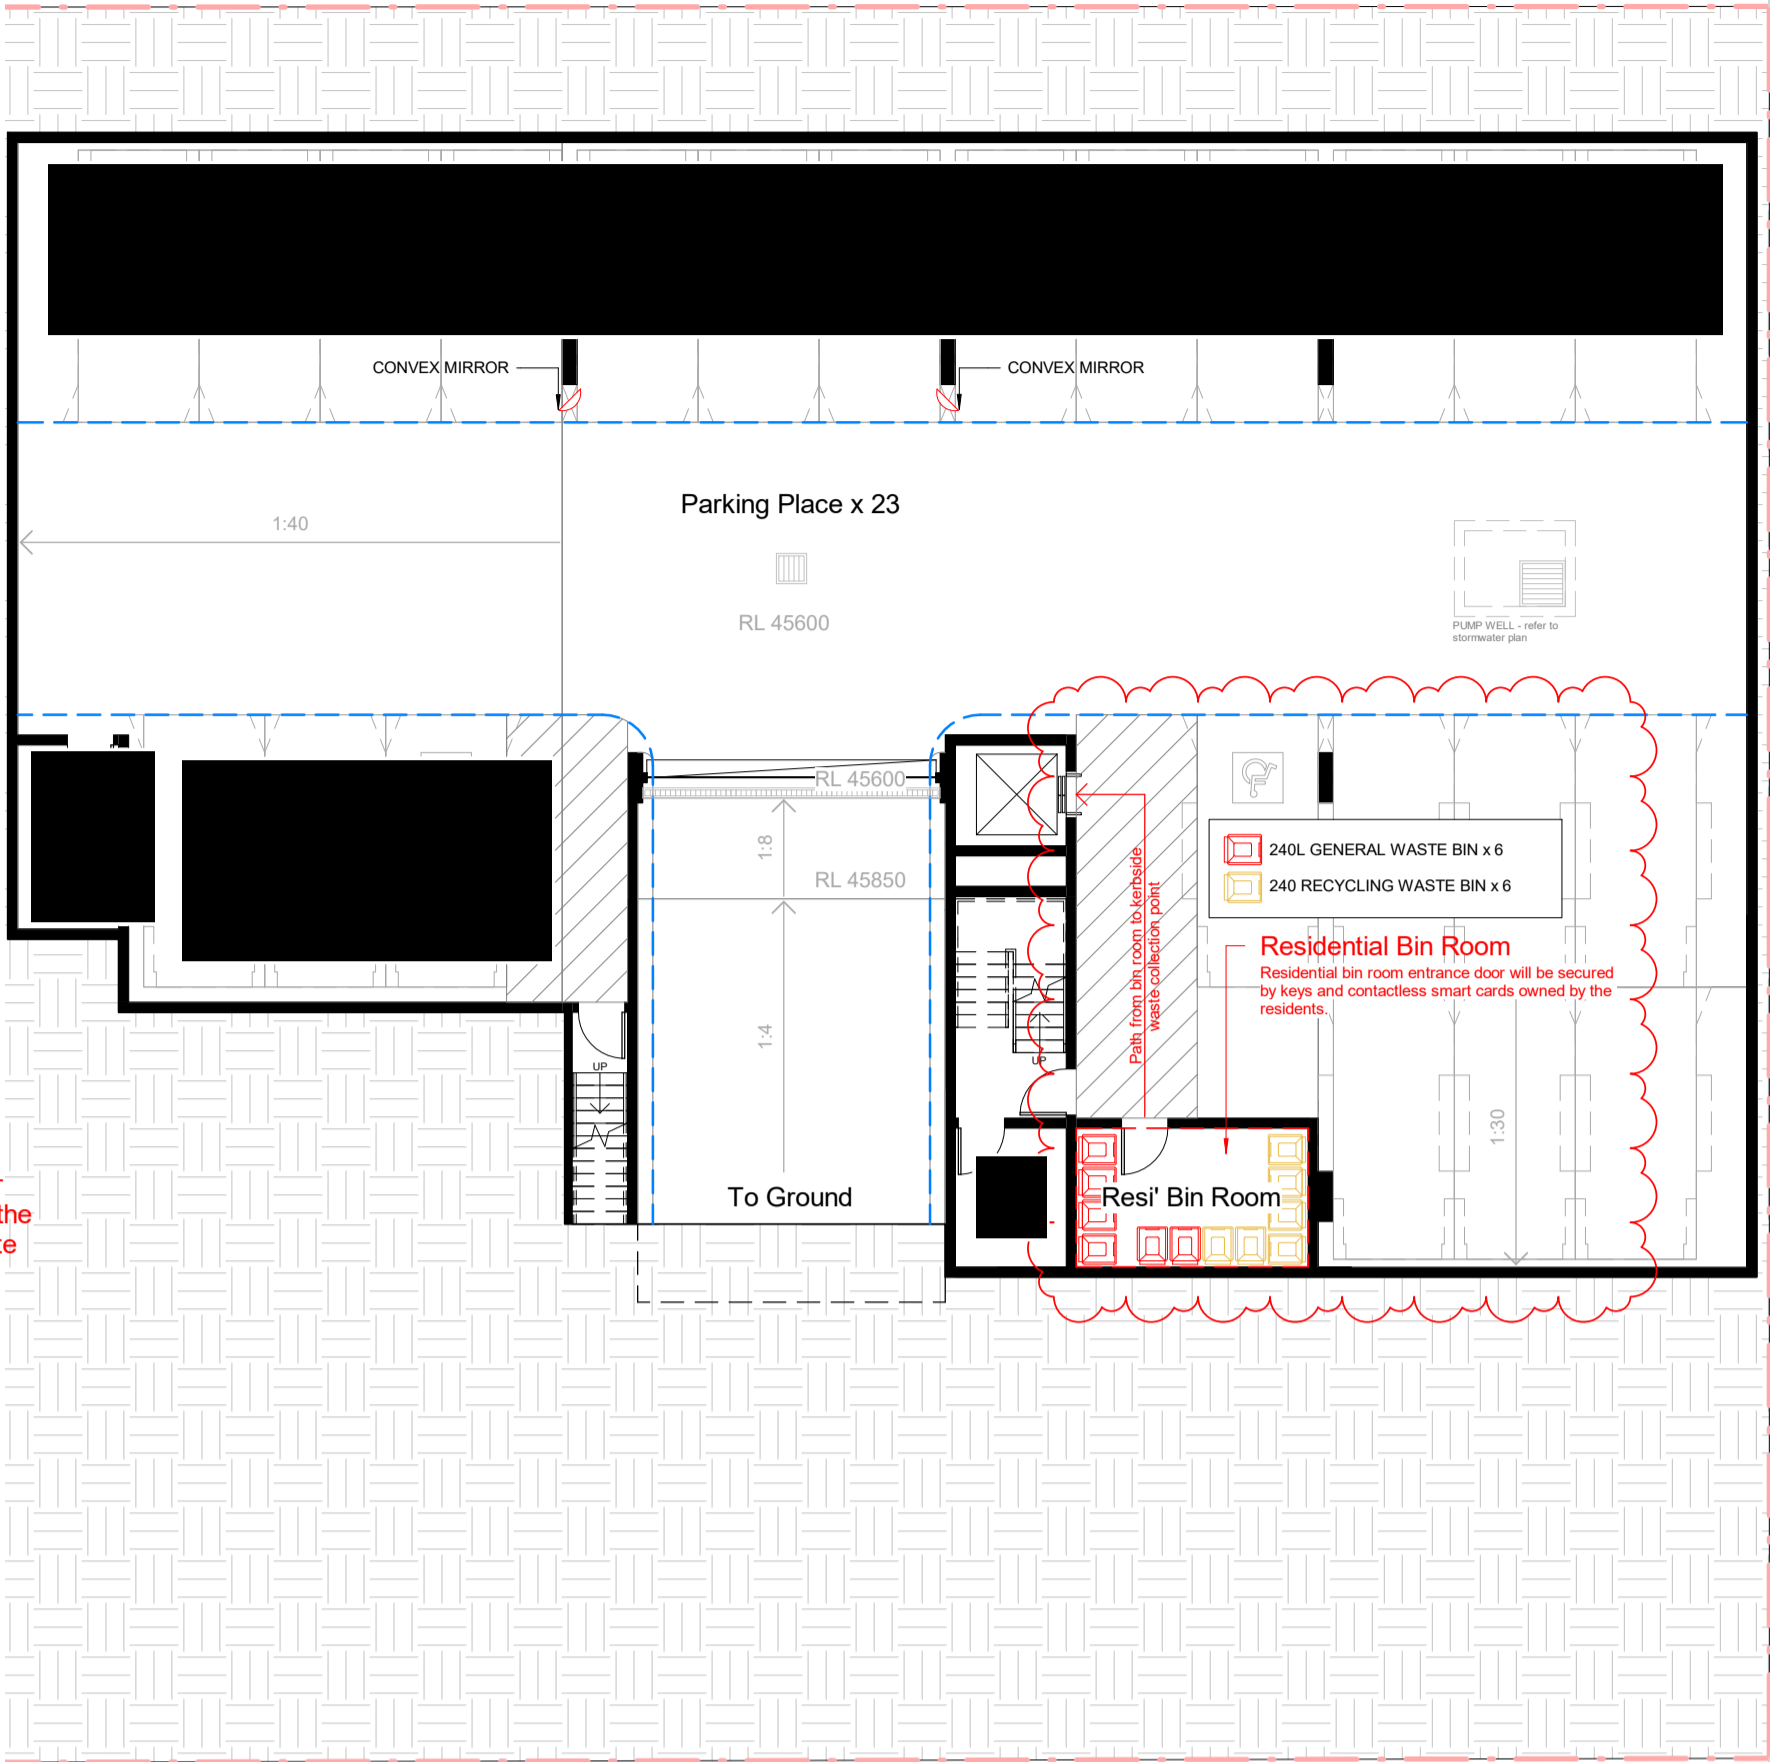 CONVEX MIRROR
CONVEX MIRROR
Parking Place x 23
1:40
RL 45600
PUMP WELL - refer to
stormwater plan
RL 45600
1:8
RL 45850
1:4
240L GENERAL WASTE BIN x 6
240 RECYCLING WASTE BIN x 6
Path from bin room to kerbside
waste collection point
Residential Bin Room
Residential bin room entrance door will be secured
by keys and contactless smart cards owned by the
residents.
UP
UP
1:30
To Ground
Resi' Bin Room
the